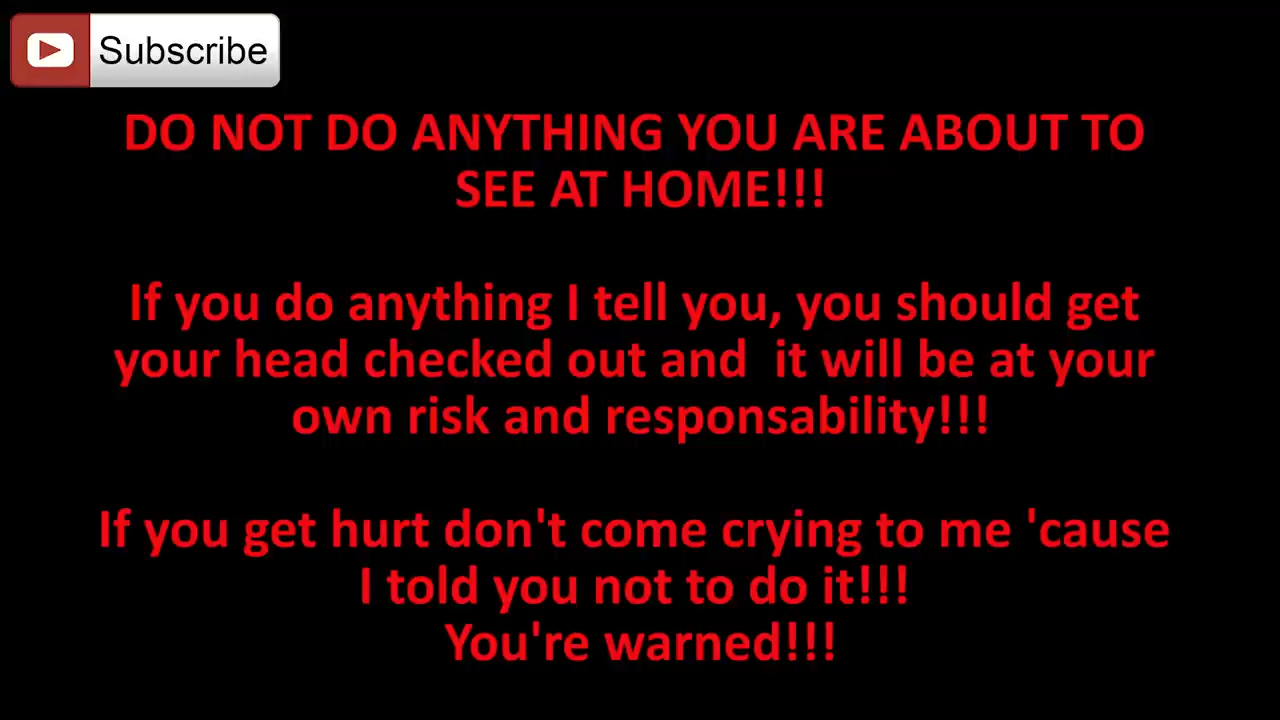 Subscribe
DO NOT DO ANYTHING YOU ARE ABOUT TO
SEE AT HOME!!!
If you do anything I tell you, you should get
your head checked out and  it will be at your
own risk and responsability!!!
If you get hurt don't come crying to me 'cause
I told you not to do it!!!
You're warned!!!